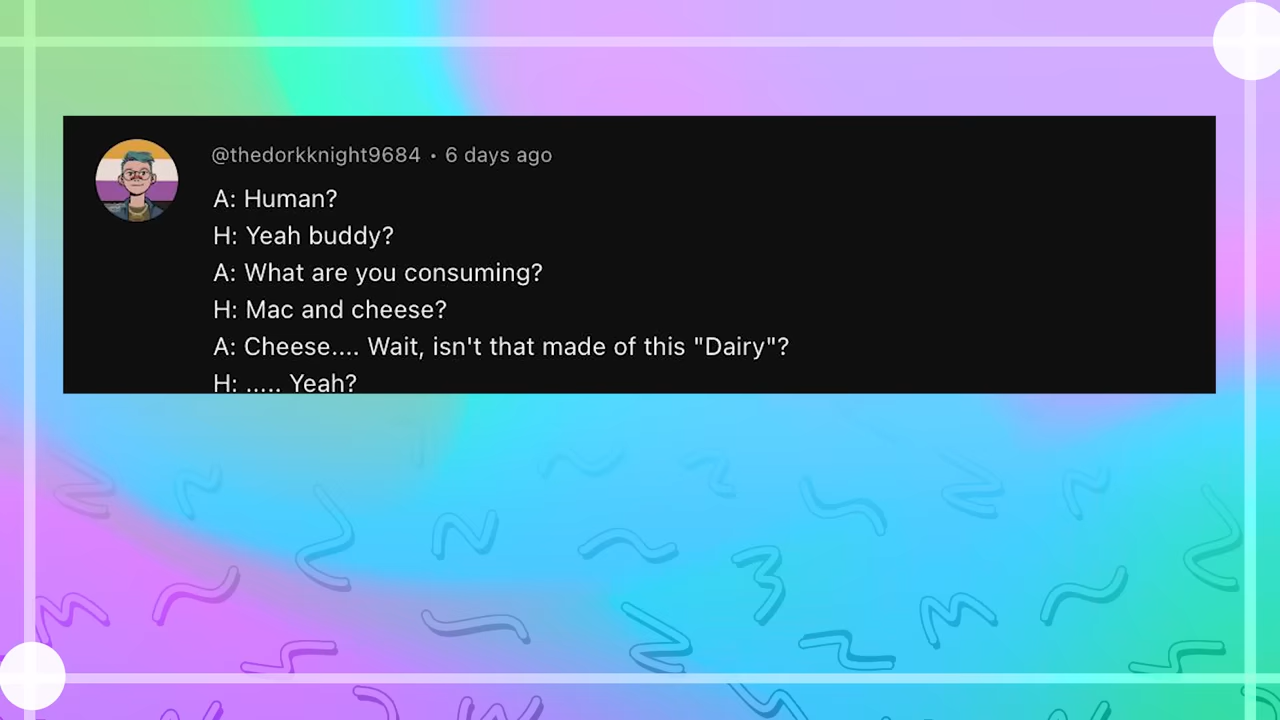 @thedorkknight9684 • 6 days ago
A: Human?
H: Yeah buddy?
A: What are you consuming?
H: Mac and cheese?
A: Cheese.... Wait, isn't that made of this "Dairy"?
H: ..... Yeah?